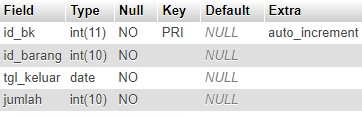 Field Type Null Key Default Extra
id_bk int(11) NO PRI NULL auto_increment
id_barang int(10) NO NULL
tgl_keluar date NO NULL
jumlah int(10) NO NULL